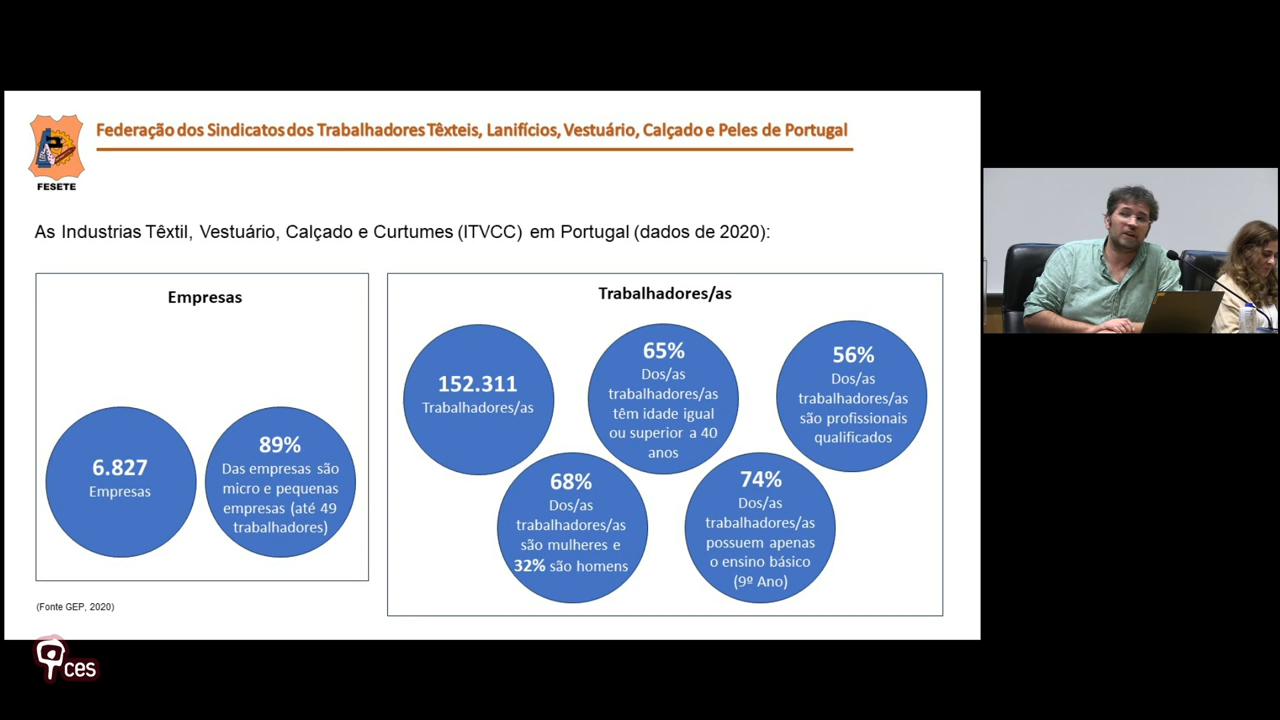 Federação dos Sindicatos dos Trabalhadores Têxteis, Lanifícios, Vestuário, Calçado e Peles de Portugal
FESETE
As Industrias Têxtil, Vestuário, Calçado e Curtumes (ITVCC) em Portugal (dados de 2020):
Empresas
6.827
Empresas
89%
Das empresas são
micro e pequenas
empresas (até 49
trabalhadores)
(Fonte GEP, 2020)
Trabalhadores/as
152.311
Trabalhadores/as
65%
Dos/as
trabalhadores/as
têm idade igual
ou superior a 40
anos
56%
Dos/as
trabalhadores/as
são profissionais
qualificados
68%
Dos/as
trabalhadores/as
são mulheres e
32% são homens
74%
Dos/as
trabalhadores/as
possuem apenas
o ensino básico
(9º Ano)
ces